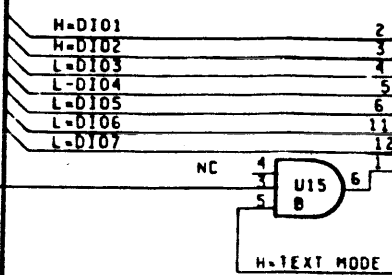 H=DIO1 2
H=DIO2 3
L=DIO3 4
L-DIO4 5
L=DIO5 6
L=DIO6 11
L=DIO7 12
1
NC 4
3 U15 6
5 B
H=TEXT MODE